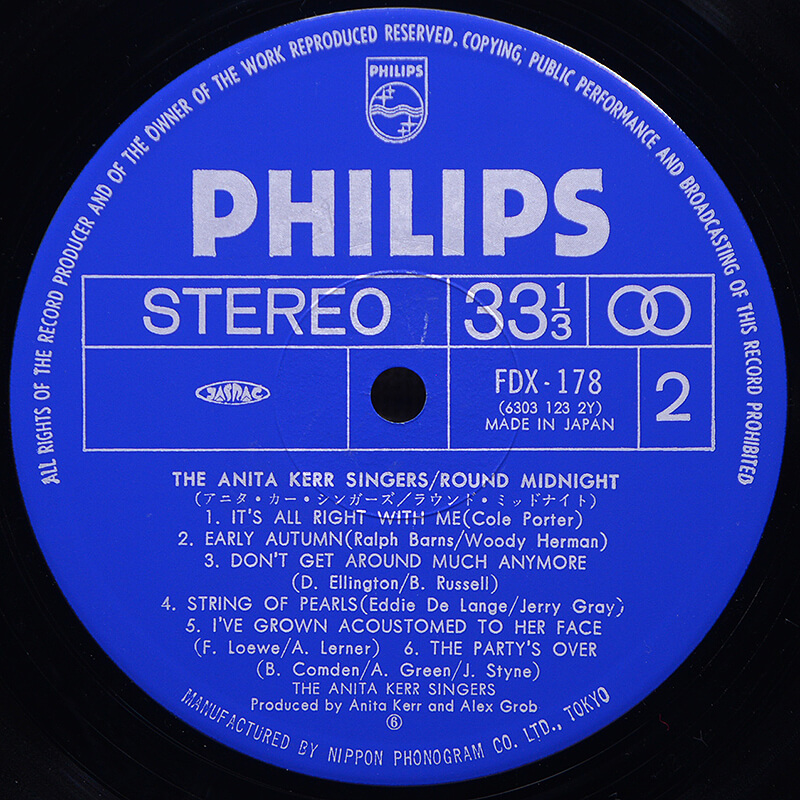 ALL RIGHTS OF THE RECORD PRODUCER AND OF THE OWNER OF THE WORK REPRODUCED RESERVED. COPYING, PUBLIC PERFORMANCE AND BROADCASTING OF THIS RECORD PROHIBITED
PHILIPS
PHILIPS
STEREO 33 1/3
JASRAC
FDX-178
(6303 123 2Y)
MADE IN JAPAN
2
THE ANITA KERR SINGERS/ROUND MIDNIGHT
(アニタ・カー・シンガーズ/ラウンド・ミッドナイト)
1. IT'S ALL RIGHT WITH ME(Cole Porter)
2. EARLY AUTUMN(Ralph Barns/Woody Herman)
3. DON'T GET AROUND MUCH ANYMORE
(D. Ellington/B. Russell)
4. STRING OF PEARLS(Eddie De Lange/Jerry Gray)
5. I'VE GROWN ACOUSTOMED TO HER FACE
(F. Loewe/A. Lerner) 6. THE PARTY'S OVER
(B. Comden/A. Green/J. Styne)
THE ANITA KERR SINGERS
Produced by Anita Kerr and Alex Grob
⑥
MANUFACTURED BY NIPPON PHONOGRAM CO. LTD., TOKYO